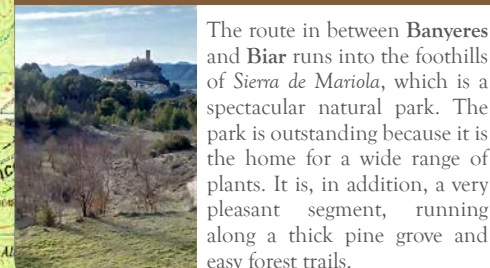 The route in between Banyeres
and Biar runs into the foothills
of Sierra de Mariola, which is a
spectacular natural park. The
park is outstanding because it is
the home for a wide range of
plants. It is, in addition, a very
pleasant segment, running
along a thick pine grove and
easy forest trails.